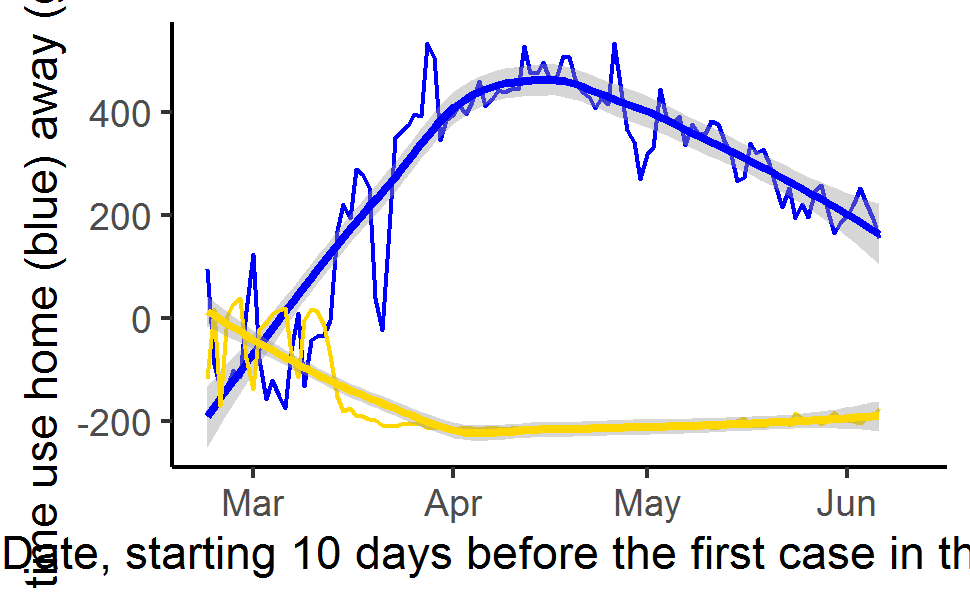 time use home (blue) away (
400
200
0
-200
Mar Apr May Jun
Date, starting 10 days before the first case in th